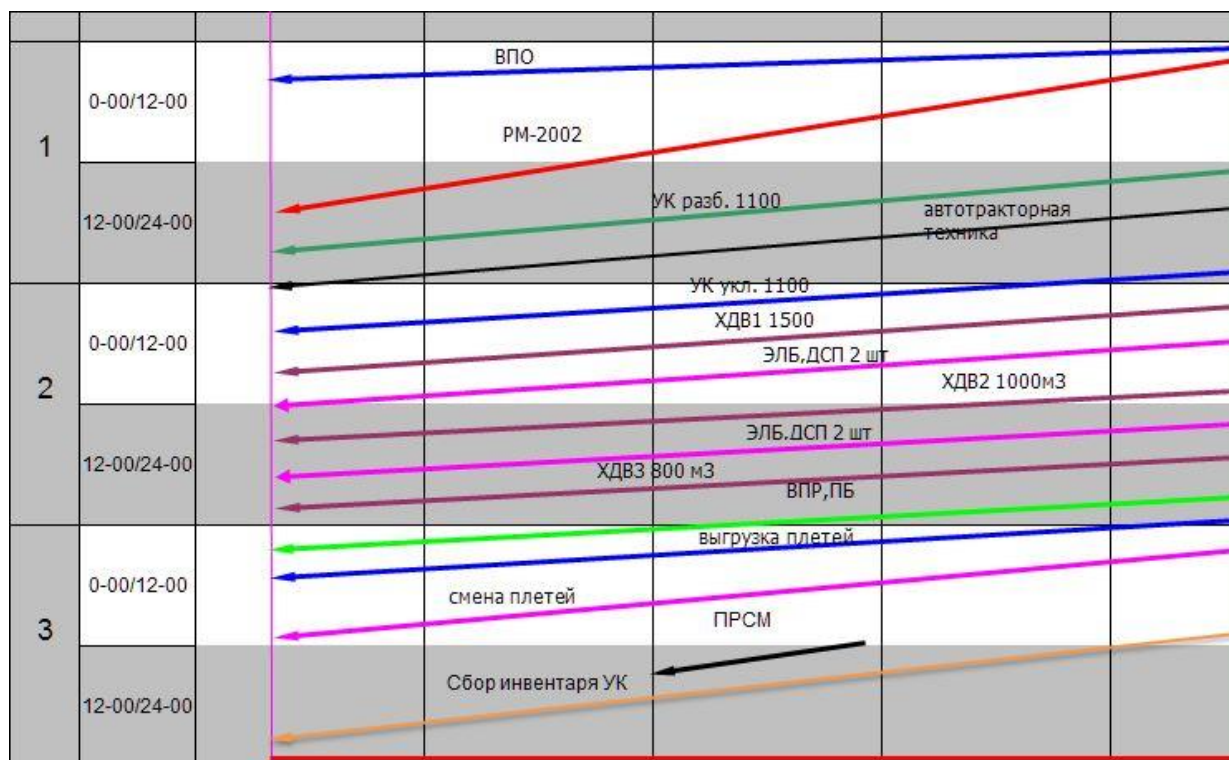 ВПО
0-00/12-00
1
РМ-2002
12-00/24-00
УК разб. 1100
автотракторная
техника
УК укл. 1100
ХДВ1 1500
0-00/12-00
ЭЛБ,ДСП 2 шт
2
ХДВ2 1000м3
ЭЛБ,ДСП 2 шт
12-00/24-00
ХДВ3 800 м3
ВПР,ПБ
выгрузка плетей
0-00/12-00
смена плетей
3
ПРСМ
Сбор инвентаря УК
12-00/24-00